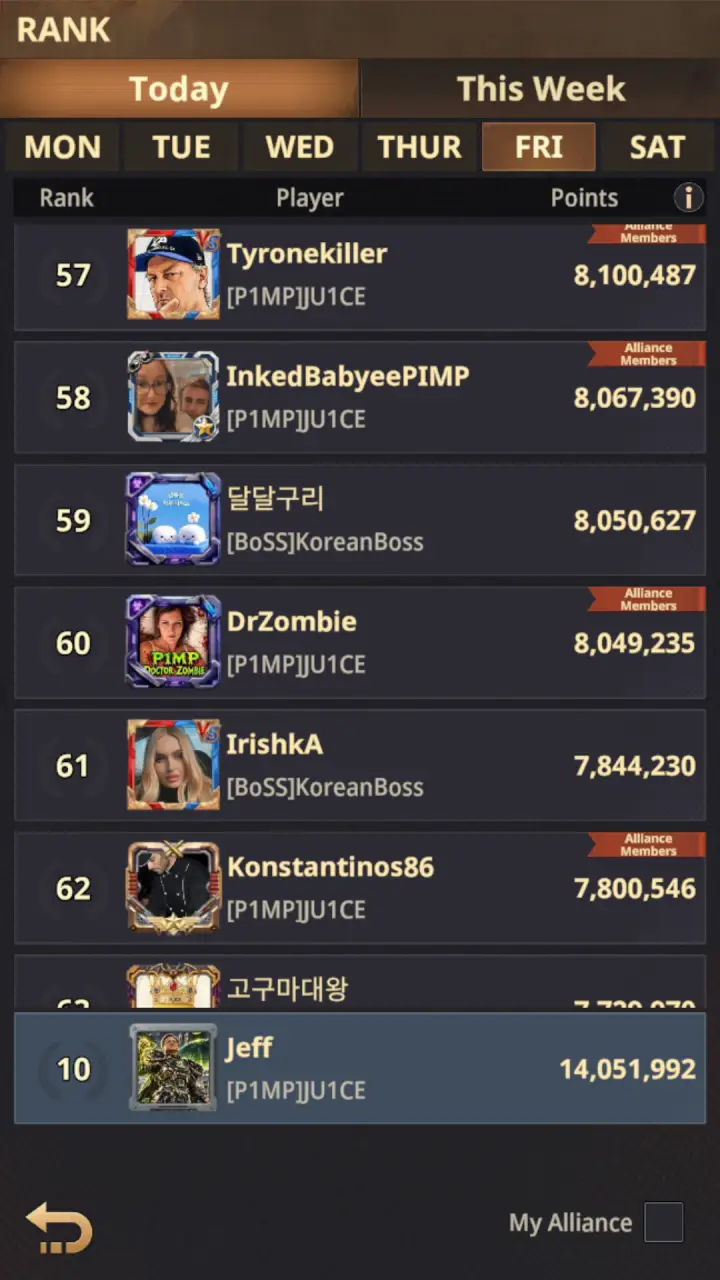 RANK
Today
This Week
MON
TUE
WED
THUR
FRI
SAT
Rank
Player
Points
i
57
VS
Tyronekiller
[P1MP]JU1CE
Alliance
Members
8,100,487
58
InkedBabyeePIMP
[P1MP]JU1CE
Alliance
Members
8,067,390
59
달달구리
[BoSS]KoreanBoss
8,050,627
60
P1MP
DOCTOR ZOMBIE
DrZombie
[P1MP]JU1CE
Alliance
Members
8,049,235
61
VS
IrishkA
[BoSS]KoreanBoss
7,844,230
62
Konstantinos86
[P1MP]JU1CE
Alliance
Members
7,800,546
63
고구마대왕
10
Jeff
[P1MP]JU1CE
14,051,992
My Alliance